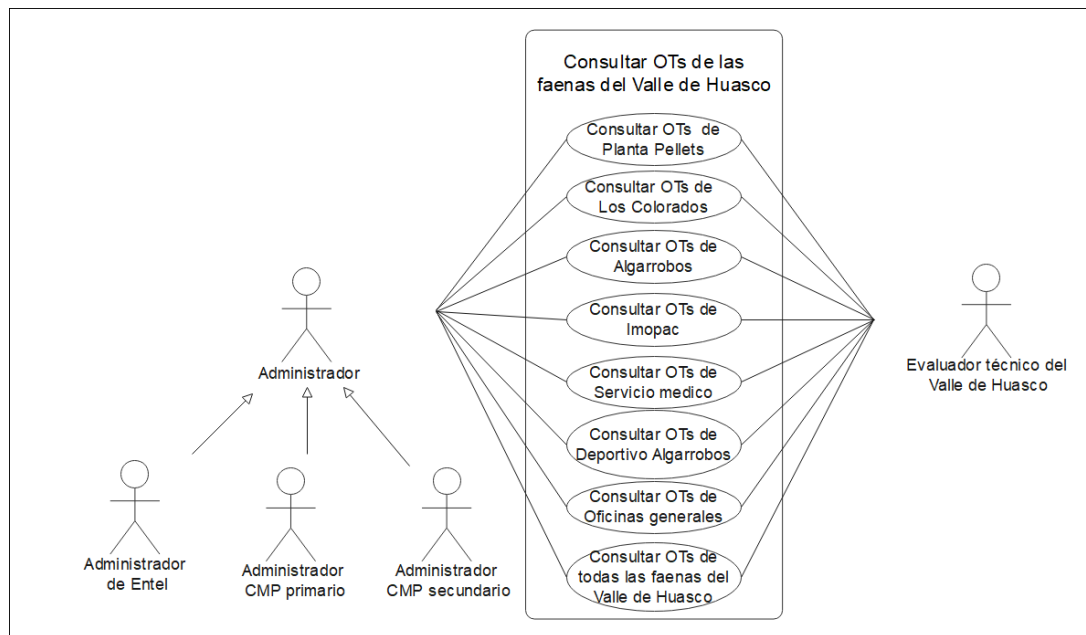 Consultar OTs de las
faenas del Valle de Huasco
Consultar OTs de
Planta Pellets
Consultar OTs de
Los Colorados
Consultar OTs de
Algarrobos
Consultar OTs de
Imopac
Consultar OTs de
Servicio medico
Consultar OTs de
Deportivo Algarrobos
Consultar OTs de
Oficinas generales
Consultar OTs de
todas las faenas del
Valle de Huasco
Administrador
Evaluador técnico del
Valle de Huasco
Administrador
de Entel
Administrador
CMP primario
Administrador
CMP secundario